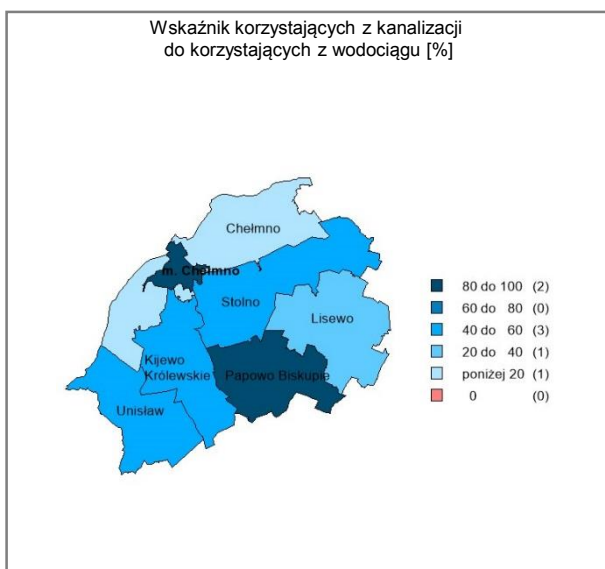 Wskaźnik korzystających z kanalizacji
do korzystających z wodociągu [%]
Chełmno
m. Chełmno
Stolno
Lisewo
Kijewo
Królewskie
Papowo Biskupie
Unisław
80 do 100 (2)
60 do 80 (0)
40 do 60 (3)
20 do 40 (1)
poniżej 20 (1)
0 (0)